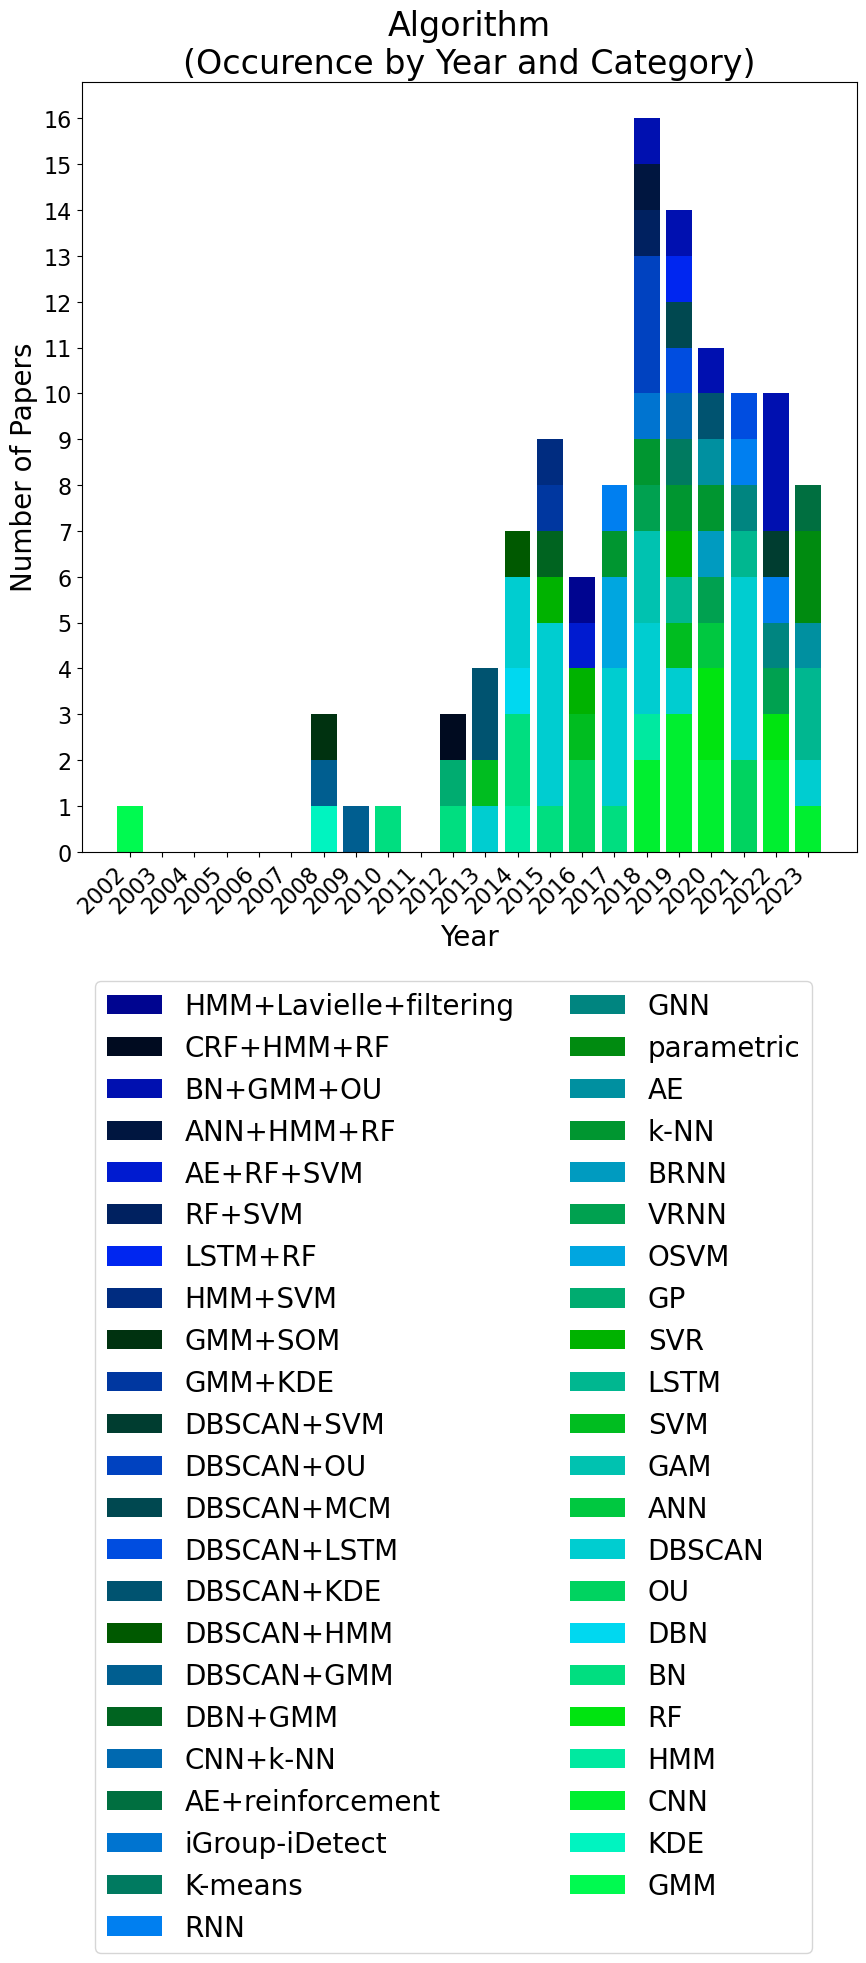 Algorithm
(Occurence by Year and Category)
Number of Papers
16
15
14
13
12
11
10
9
8
7
6
5
4
3
2
1
0
2002
2003
2004
2005
2006
2007
2008
2009
2010
2011
2012
2013
2014
2015
2016
2017
2018
2019
2020
2021
2022
2023
Year
HMM+Lavielle+filtering
CRF+HMM+RF
BN+GMM+OU
ANN+HMM+RF
AE+RF+SVM
RF+SVM
LSTM+RF
HMM+SVM
GMM+SOM
GMM+KDE
DBSCAN+SVM
DBSCAN+OU
DBSCAN+MCM
DBSCAN+LSTM
DBSCAN+KDE
DBSCAN+HMM
DBSCAN+GMM
DBN+GMM
CNN+k-NN
AE+reinforcement
iGroup-iDetect
K-means
RNN
GNN
parametric
AE
k-NN
BRNN
VRNN
OSVM
GP
SVR
LSTM
SVM
GAM
ANN
DBSCAN
OU
DBN
BN
RF
HMM
CNN
KDE
GMM